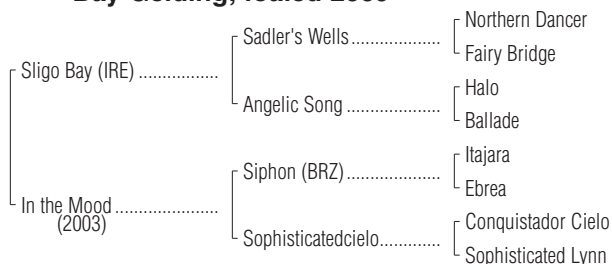 Sligo Bay (IRE) ..................
Sadler's Wells ....................
Northern Dancer
Fairy Bridge
Angelic Song .....................
Halo
Ballade
In the Mood .......................
(2003)
Siphon (BRZ) .....................
Itajara
Ebrea
Sophisticatedcielo ................
Conquistador Cielo
Sophisticated Lynn